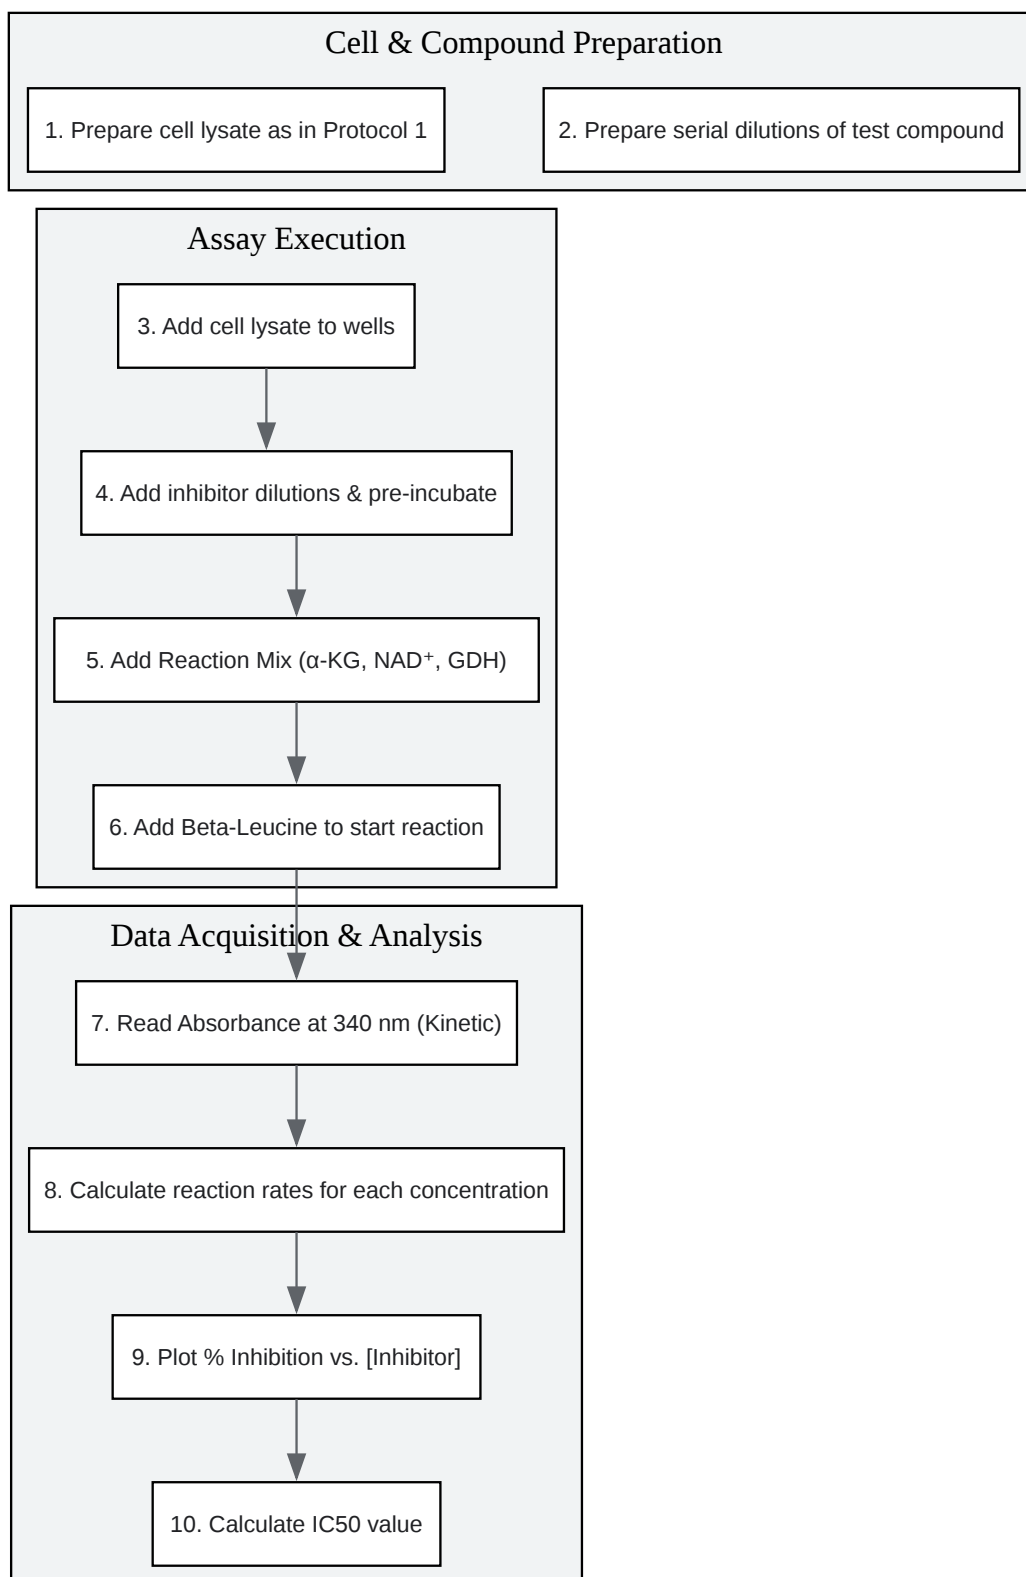 Cell & Compound Preparation
1. Prepare cell lysate as in Protocol 1
2. Prepare serial dilutions of test compound
Assay Execution
3. Add cell lysate to wells
4. Add inhibitor dilutions & pre-incubate
5. Add Reaction Mix (α-KG, NAD⁺, GDH)
6. Add Beta-Leucine to start reaction
Data Acquisition & Analysis
7. Read Absorbance at 340 nm (Kinetic)
8. Calculate reaction rates for each concentration
9. Plot % Inhibition vs. [Inhibitor]
10. Calculate IC50 value